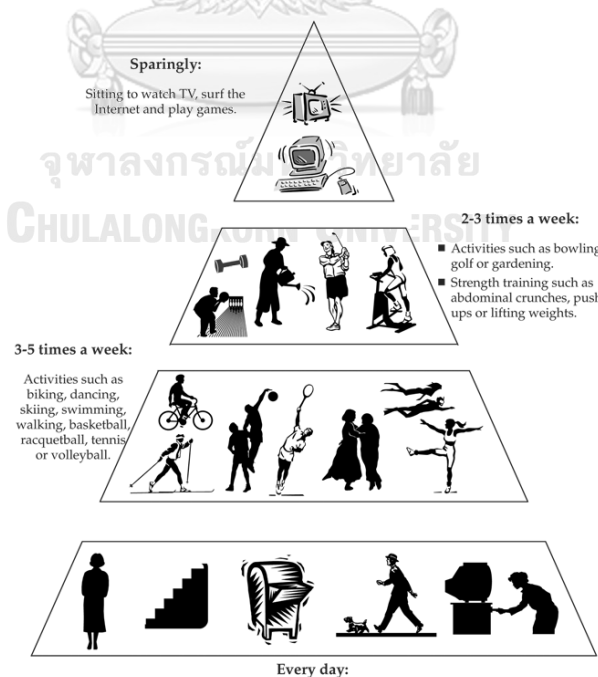 Sparingly:
Sitting to watch TV, surf the
Internet and play games.
จุฬาลงกรณ์มหาวิทยาลัย
CHULALONGKORN UNIVERSITY
2-3 times a week:
■ Activities such as bowling
golf or gardening.
■ Strength training such as
abdominal crunches, push
ups or lifting weights.
3-5 times a week:
Activities such as
biking, dancing,
skiing, swimming,
walking, basketball,
racquetball, tennis
or volleyball.
Every day: